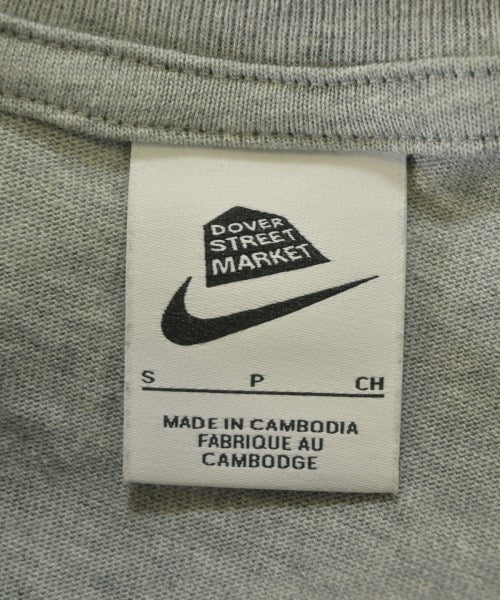 DOVER
STREET
MARKET
S P CH
MADE IN CAMBODIA
FABRIQUE AU
CAMBODGE